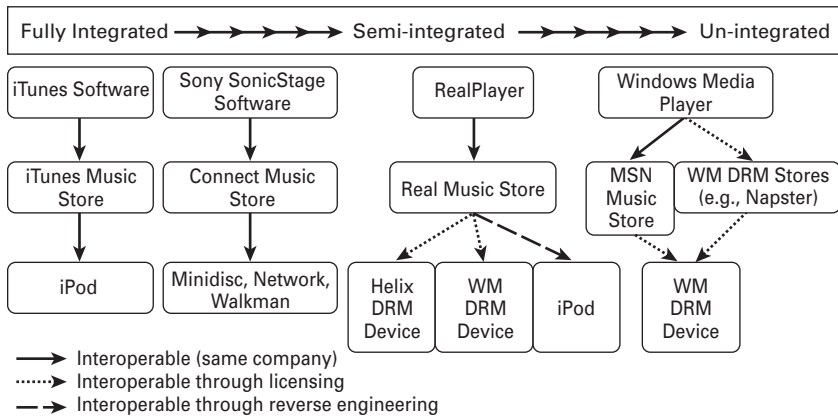 Fully Integrated Semi-integrated Un-integrated
iTunes Software
Sony SonicStage
Software
RealPlayer
Windows Media
Player
iTunes Music
Store
Connect Music
Store
Real Music Store
MSN
Music
Store
WM DRM Stores
(e.g., Napster)
iPod
Minidisc, Network,
Walkman
Helix
DRM
Device
WM
DRM
Device
iPod
WM
DRM
Device
Interoperable (same company)
Interoperable through licensing
Interoperable through reverse engineering